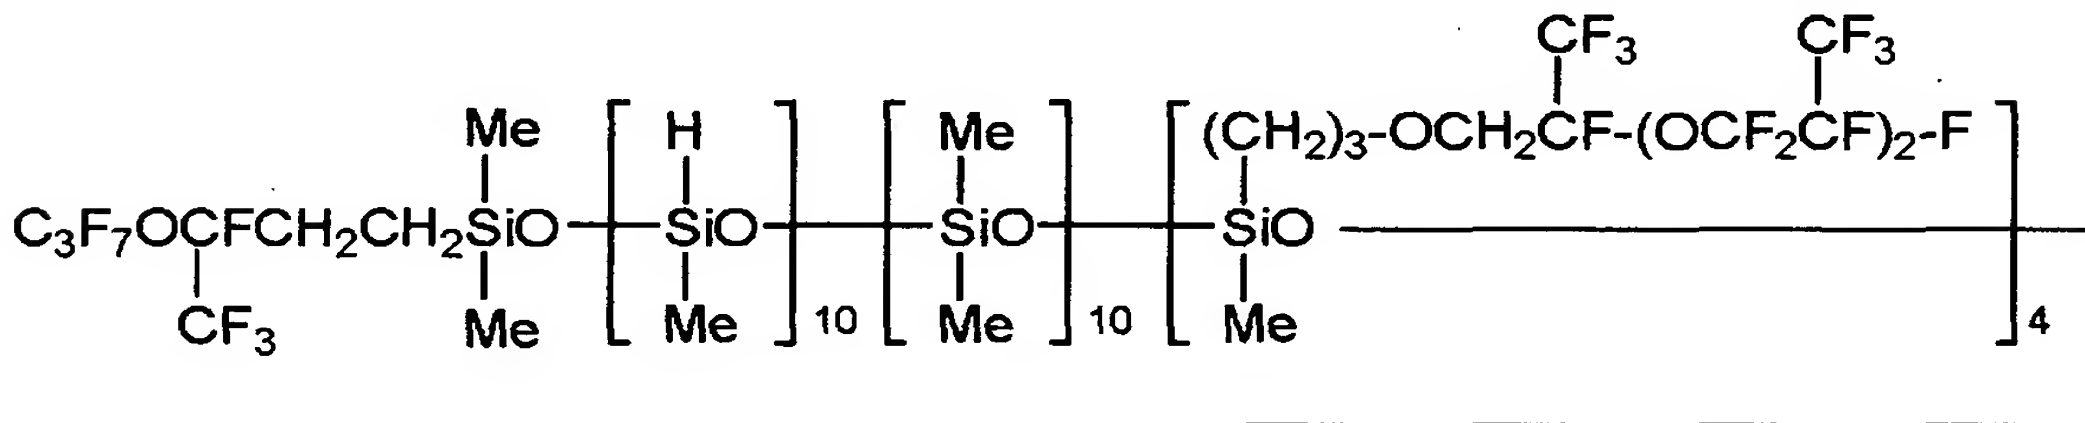 CF₃ CF₃
Me H Me (CH₂)₃-OCH₂CF-(OCF₂CF)₂-F
C₃F₇OCFCH₂CH₂SiO SiO SiO SiO
CF₃ Me Me 10 Me 10 Me 4